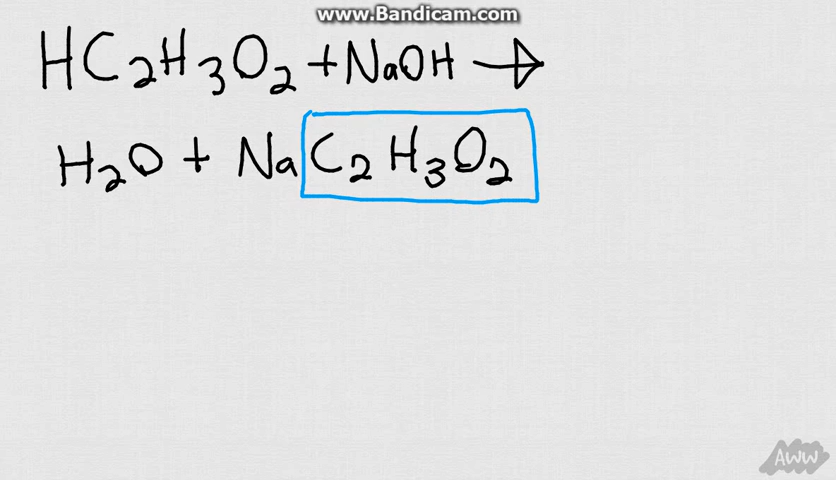 www.Bandicam.com
HC₂H₃O₂ + NaOH →
H₂O + NaC₂H₃O₂
AWW